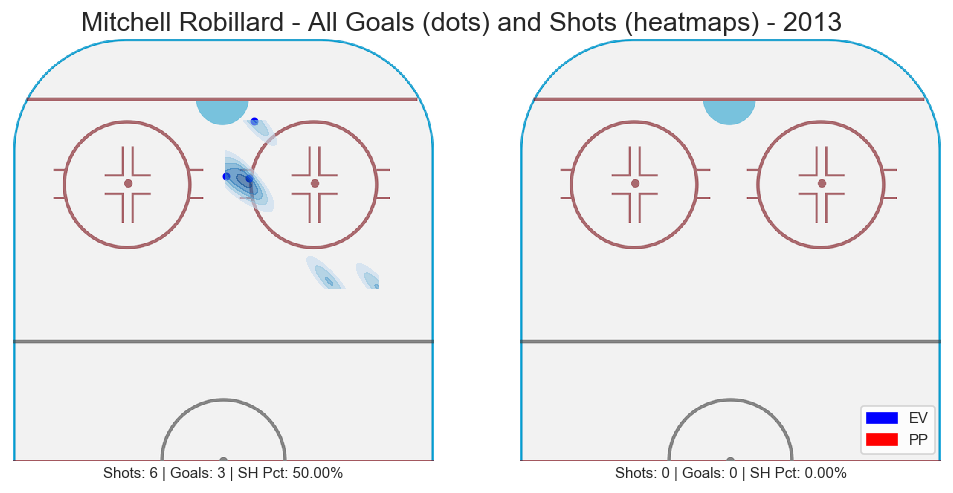 Mitchell Robillard - All Goals (dots) and Shots (heatmaps) - 2013
EV
PP
Shots: 6 | Goals: 3 | SH Pct: 50.00%
Shots: 0 | Goals: 0 | SH Pct: 0.00%